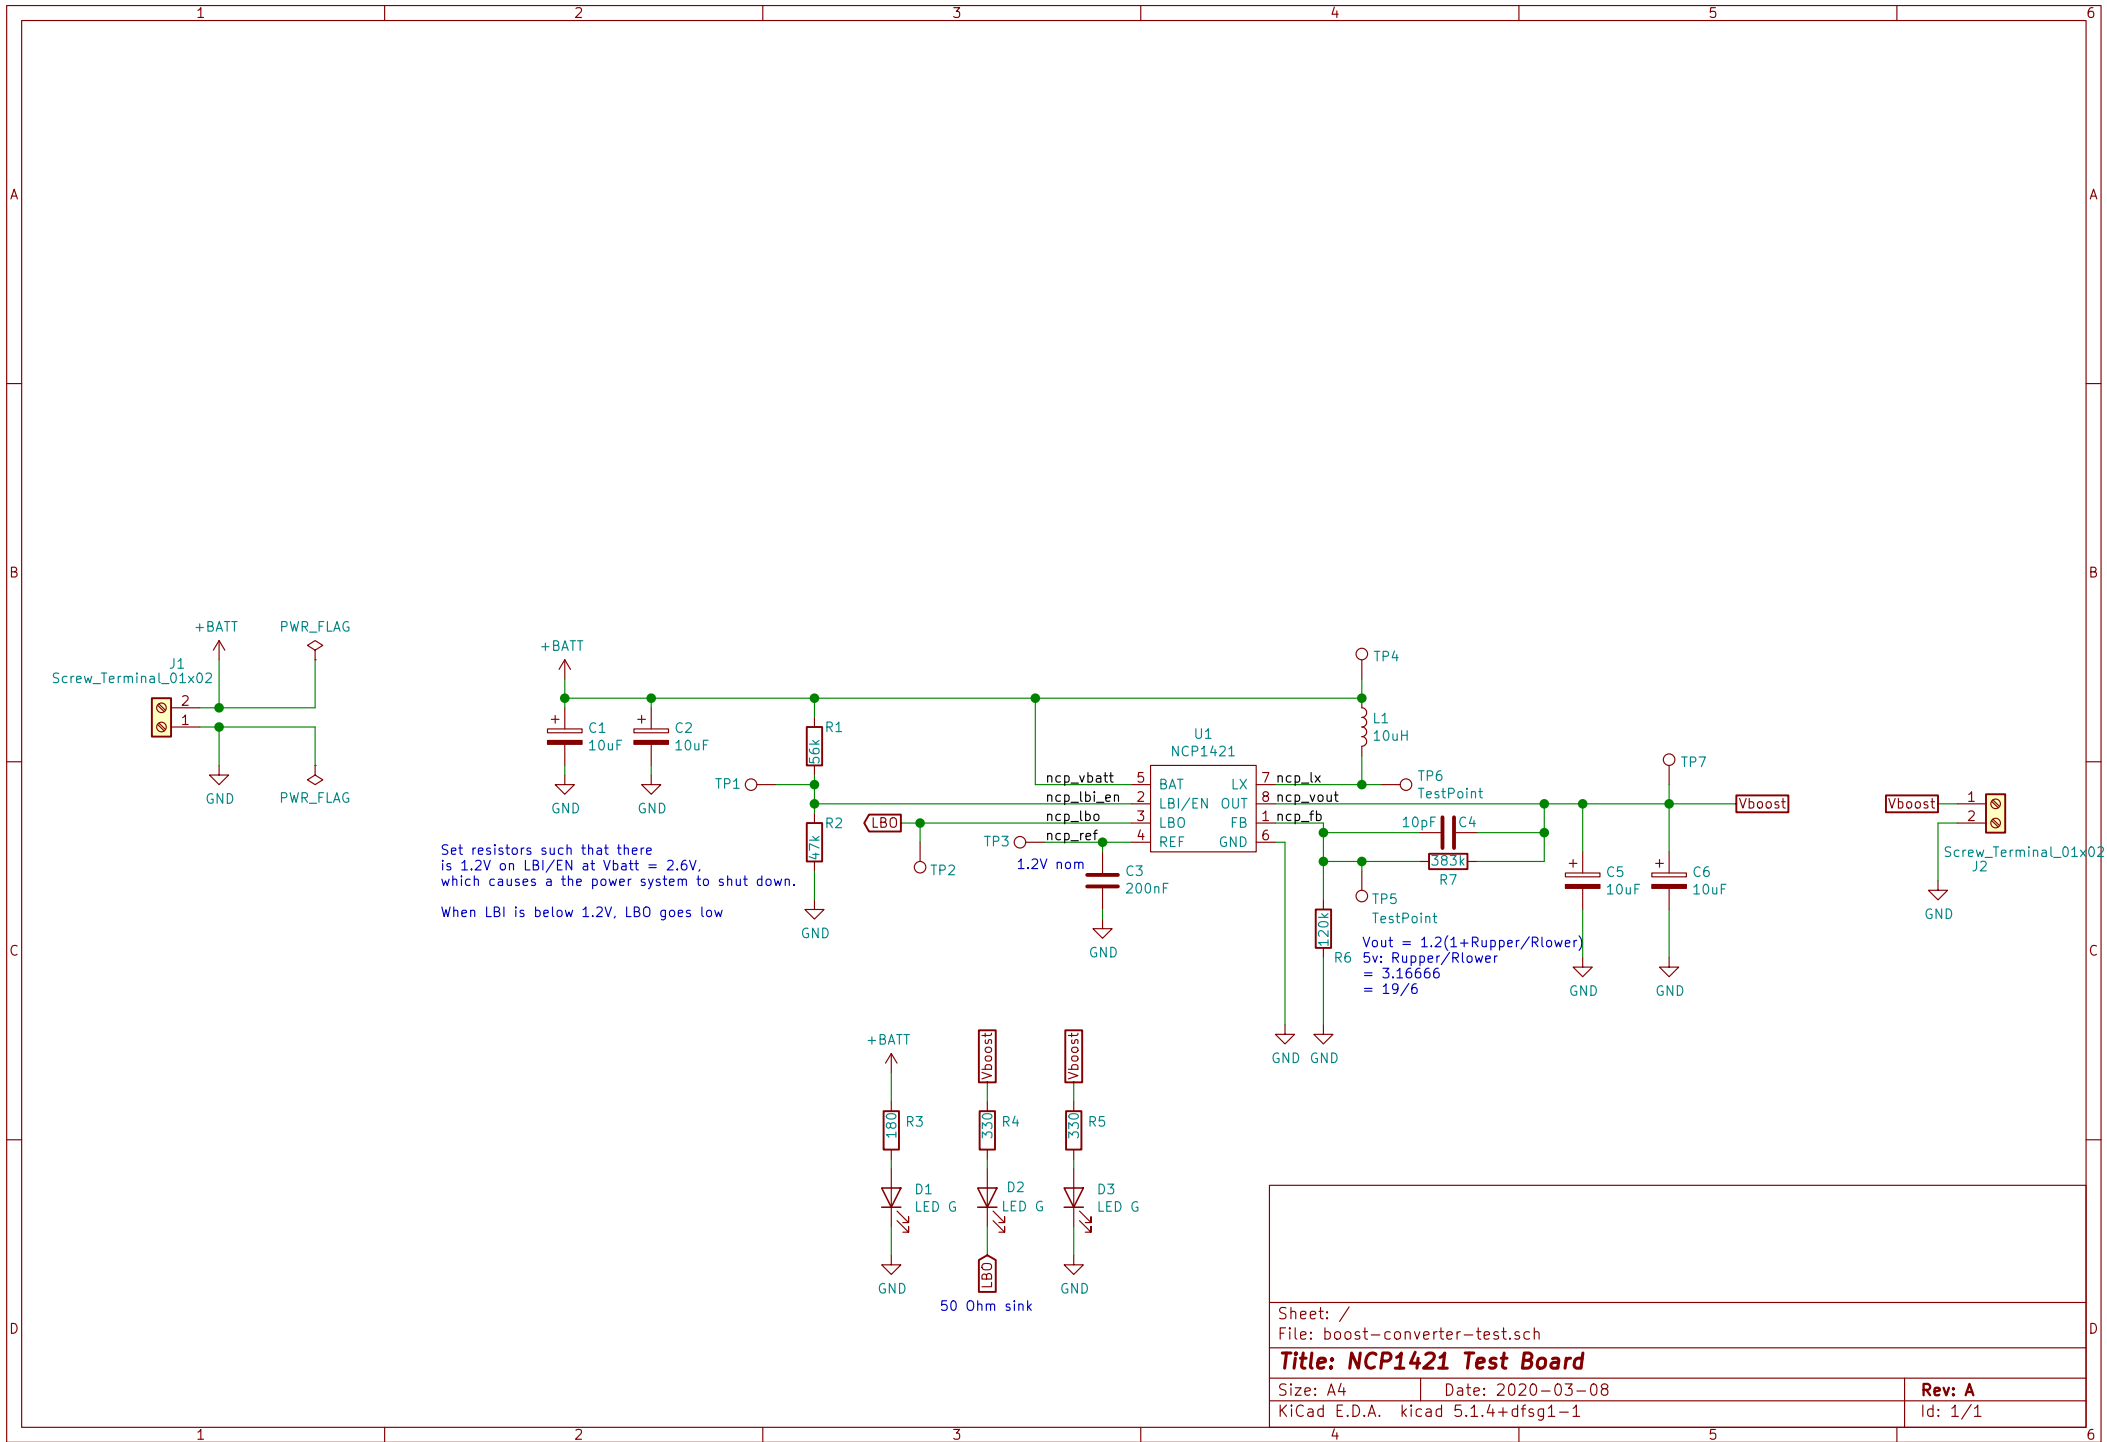 1 2 3 4 5 6
A A
B B
C C
D D
+BATT
PWR_FLAG
J1
Screw_Terminal_01x02
2
1
GND
PWR_FLAG
+BATT
C1
10uF
GND
C2
10uF
GND
R1
56k
TP1
R2
47k
GND
Set resistors such that there
is 1.2V on LBI/EN at Vbatt = 2.6V,
which causes a the power system to shut down.
When LBI is below 1.2V, LBO goes low
LBO
TP2
TP3
1.2V nom
C3
200nF
GND
ncp_vbatt
ncp_lbi_en
ncp_lbo
ncp_ref
U1
NCP1421
5 BAT LX 7
2 LBI/EN OUT 8
3 LBO FB 1
4 REF GND 6
ncp_lx
ncp_vout
ncp_fb
TP4
L1
10uH
TP6
TestPoint
10pF C4
383k
R7
TP5
TestPoint
120k
R6
Vout = 1.2(1+Rupper/Rlower)
5v: Rupper/Rlower
= 3.16666
= 19/6
GND GND
C5
10uF
GND
TP7
C6
10uF
GND
Vboost
Vboost
1
2
Screw_Terminal_01x02
J2
GND
+BATT
180
R3
D1
LED G
GND
Vboost
330
R4
D2
LED G
LBO
50 Ohm sink
Vboost
330
R5
D3
LED G
GND
Sheet: /
File: boost-converter-test.sch
Title: NCP1421 Test Board
Size: A4 Date: 2020-03-08 Rev: A
KiCad E.D.A. kicad 5.1.4+dfsg1-1 Id: 1/1
1 2 3 4 5 6